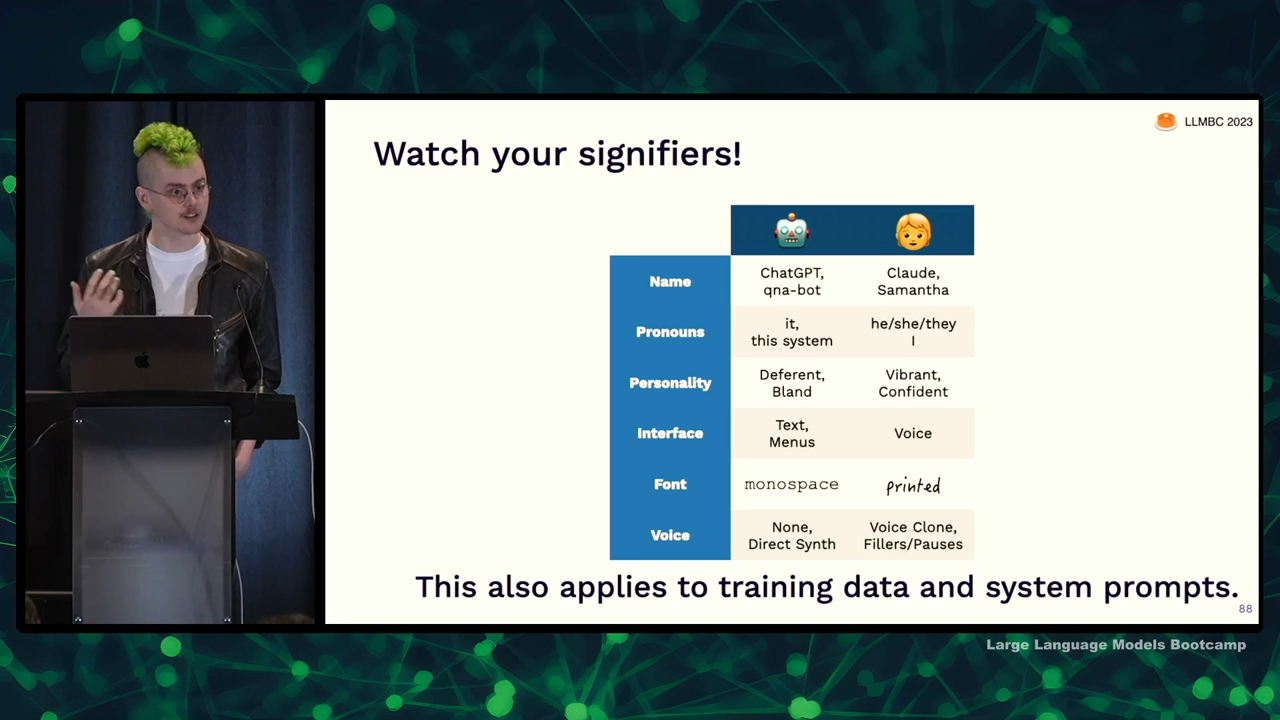 LLMBC 2023
Watch your signifiers!
Name
ChatGPT,
qna-bot
Claude,
Samantha
Pronouns
it,
this system
he/she/they
I
Personality
Deferent,
Bland
Vibrant,
Confident
Interface
Text,
Menus
Voice
Font
monospace
printed
Voice
None,
Direct Synth
Voice Clone,
Fillers/Pauses
This also applies to training data and system prompts.
88
Large Language Models Bootcamp